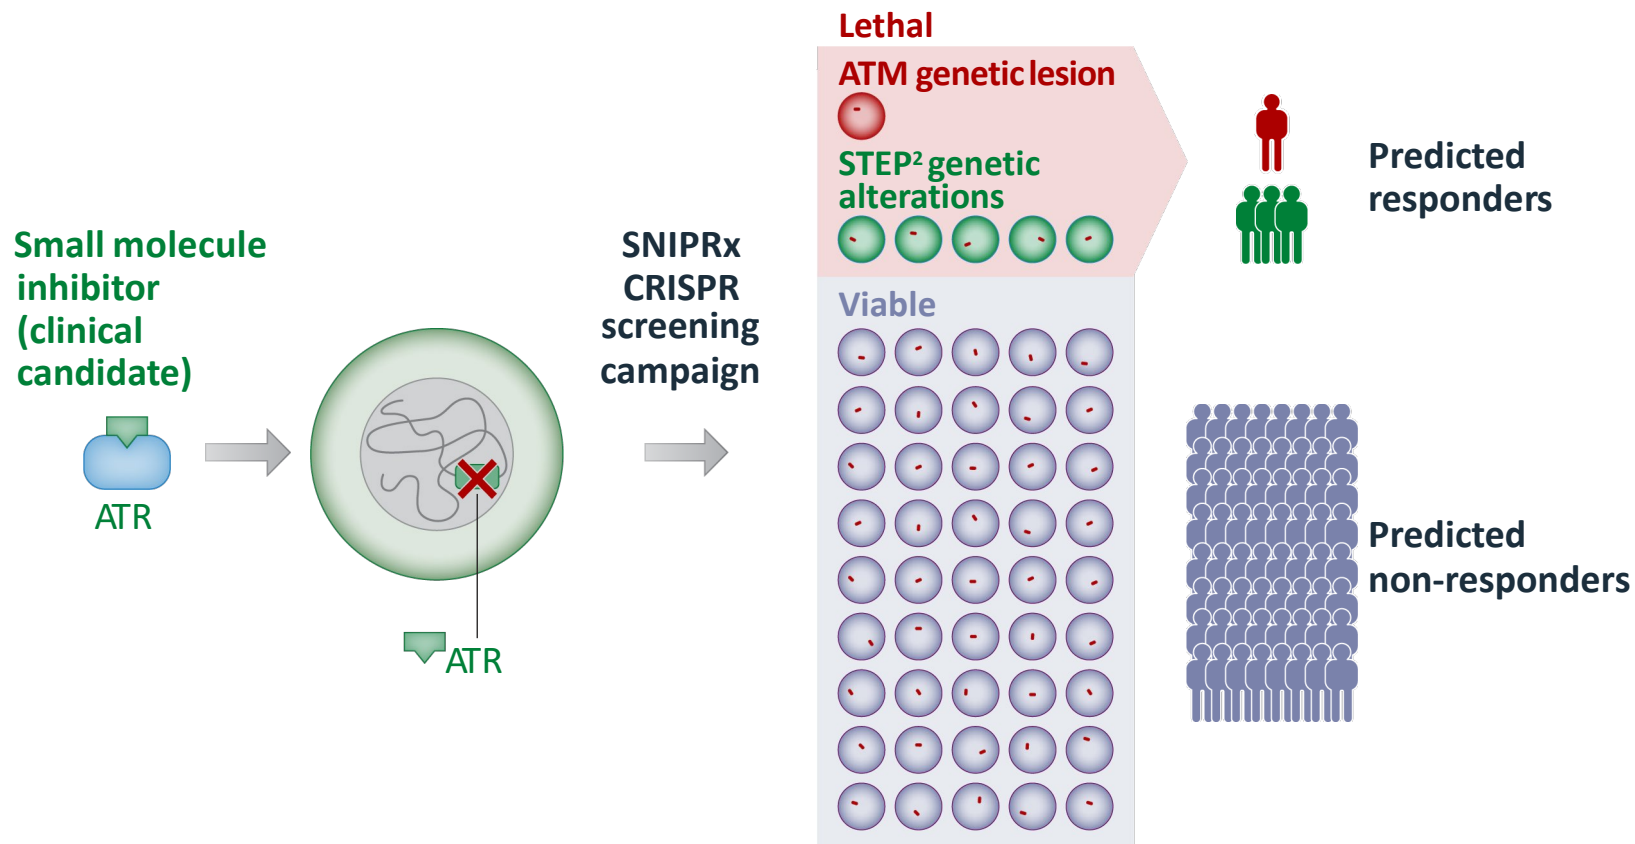 Small molecule
inhibitor
(clinical
candidate)
ATR
ATR
SNIPRx
CRISPR
screening
campaign
Lethal
ATM genetic lesion
STEP² genetic
alterations
Viable
Predicted
responders
Predicted
non-responders